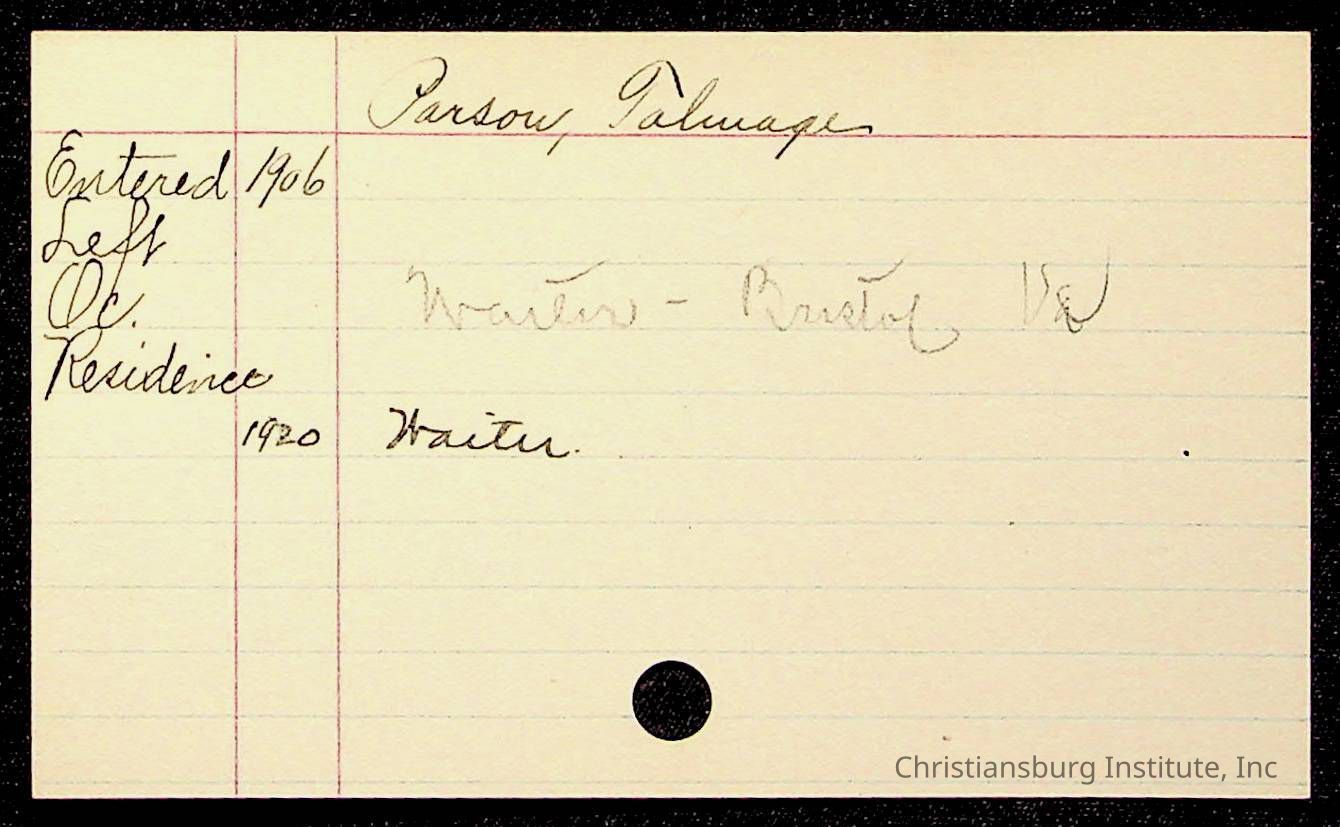 Parson, Talmage
Entered 1906
Left
Oc. Waiter - Bristol Va
Residence
1920 Waiter.
Christiansburg Institute, Inc